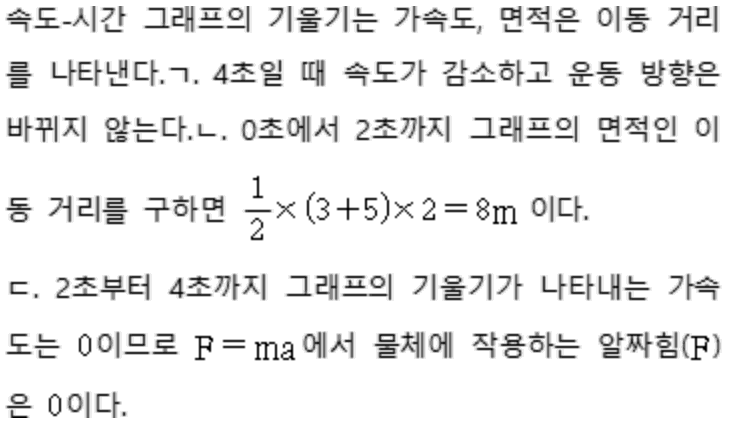 속도-시간 그래프의 기울기는 가속도, 면적은 이동 거리
를 나타낸다.ㄱ. 4초일 때 속도가 감소하고 운동 방향은
바뀌지 않는다.ㄴ. 0초에서 2초까지 그래프의 면적인 이
동 거리를 구하면 1/2×(3+5)×2=8m 이다.
ㄷ. 2초부터 4초까지 그래프의 기울기가 나타내는 가속
도는 0이므로 F=ma에서 물체에 작용하는 알짜힘(F)
은 0이다.